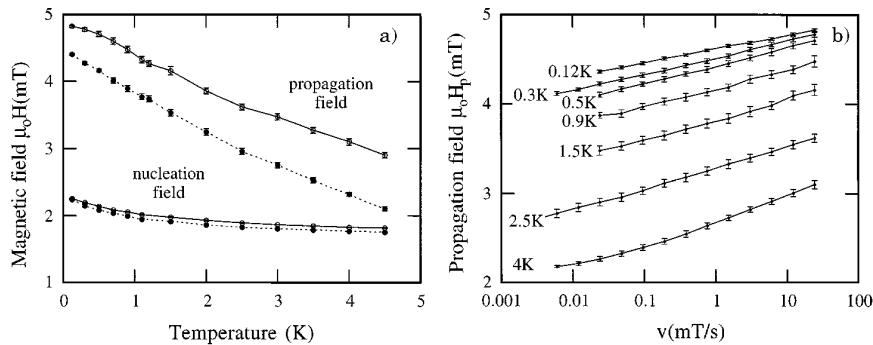 5
4
3
2
1
Magnetic field μ₀H(mT)
a)
propagation
field
nucleation
field
0 1 2 3 4 5
Temperature (K)
5
4
3
2
Propagation field μ₀Hₚ(mT)
b)
0.12K
0.3K
0.5K
0.9K
1.5K
2.5K
4K
0.001 0.01 0.1 1 10 100
v(mT/s)